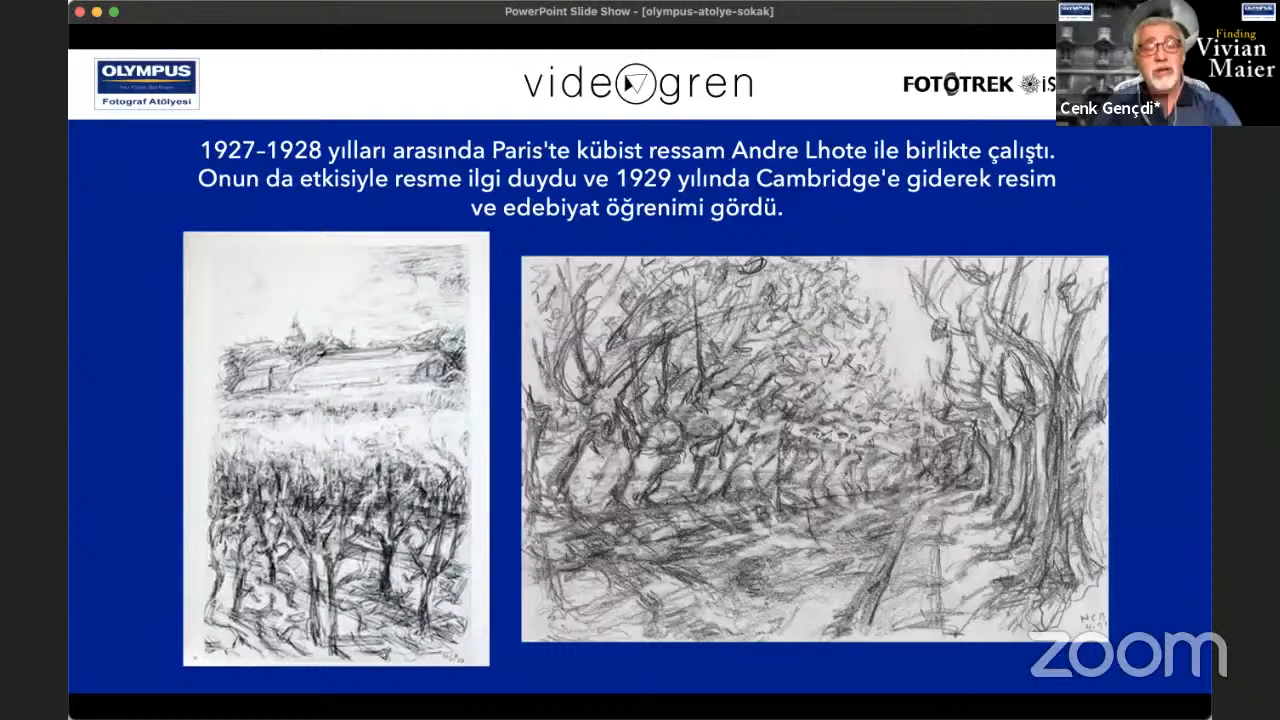 PowerPoint Slide Show - [olympus-atolye-sokak]
OLYMPUS
Fotograf Atölyesi
videogren
FOTOTREK
Finding
Vivian
Maier
Cenk Gençdi*
1927–1928 yılları arasında Paris'te kübist ressam Andre Lhote ile birlikte çalıştı.
Onun da etkisiyle resme ilgi duydu ve 1929 yılında Cambridge'e giderek resim
ve edebiyat öğrenimi gördü.
zoom